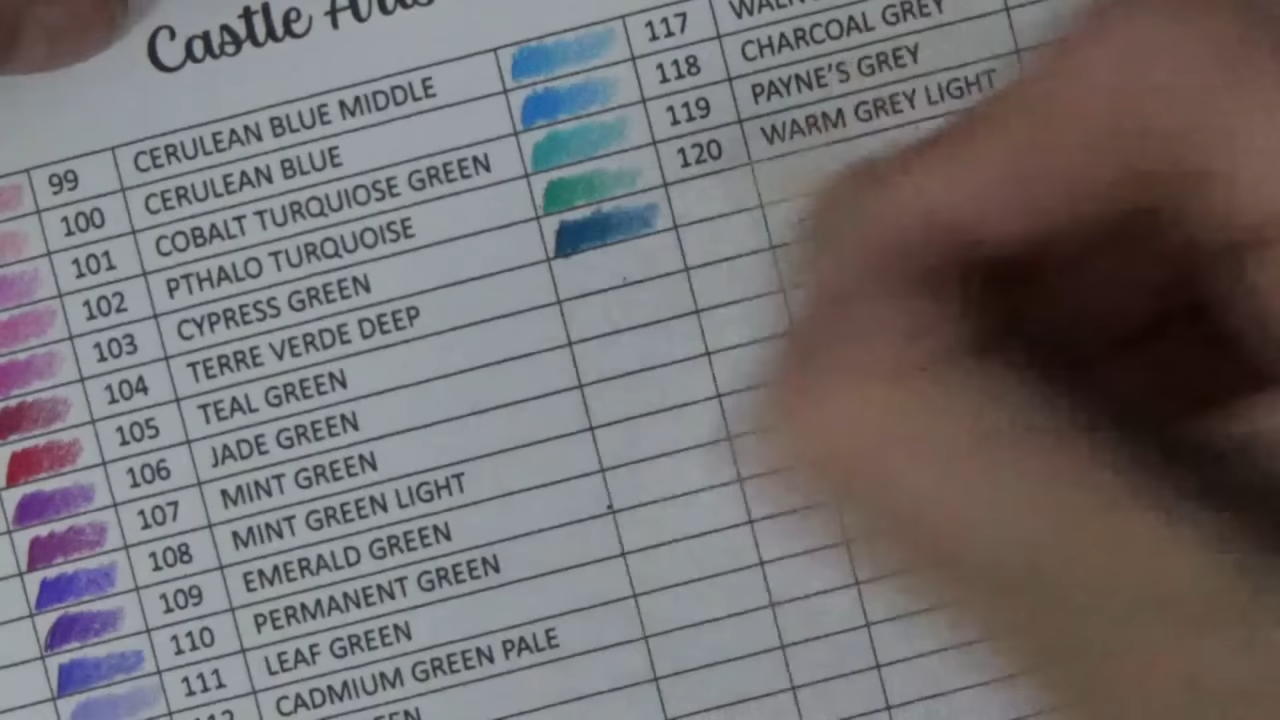 Castle
99 CERULEAN BLUE MIDDLE
100 CERULEAN BLUE
101 COBALT TURQUIOSE GREEN
102 PTHALO TURQUOISE
103 CYPRESS GREEN
104 TERRE VERDE DEEP
105 TEAL GREEN
106 JADE GREEN
107 MINT GREEN
108 MINT GREEN LIGHT
109 EMERALD GREEN
110 PERMANENT GREEN
111 LEAF GREEN
112 CADMIUM GREEN PALE
117
118 CHARCOAL GREY
119 PAYNE'S GREY
120 WARM GREY LIGHT